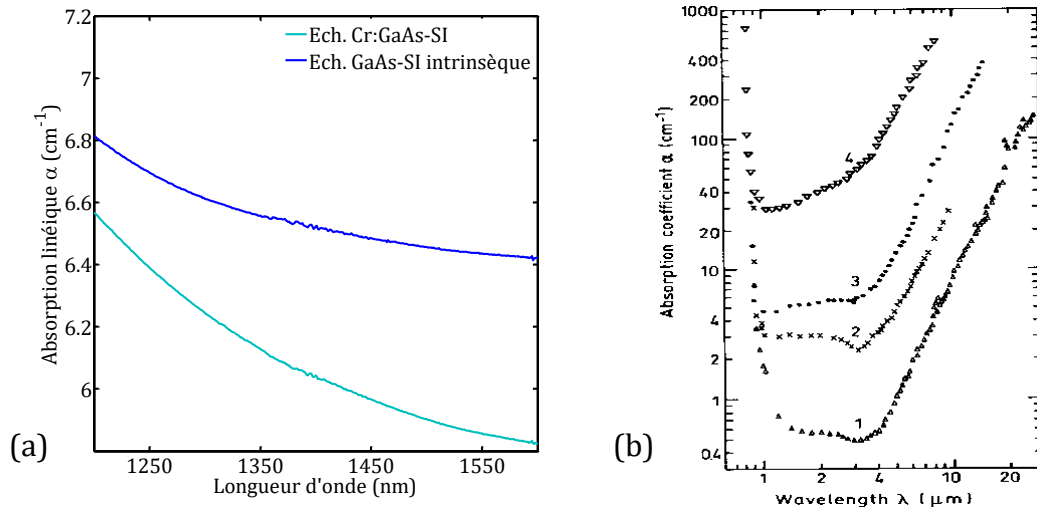 7.2
7
6.8
6.6
6.4
6.2
6
Absorption linéique α (cm⁻¹)
Ech. Cr:GaAs-SI
Ech. GaAs-SI intrinsèque
1250 1350 1450 1550
Longueur d'onde (nm)
(a)
1000
400
200
100
40
20
10
4
2
1
0.4
Absorption coefficient α (cm⁻¹)
4
3
2
1
1 2 4 10 20
Wavelength λ (μm)
(b)